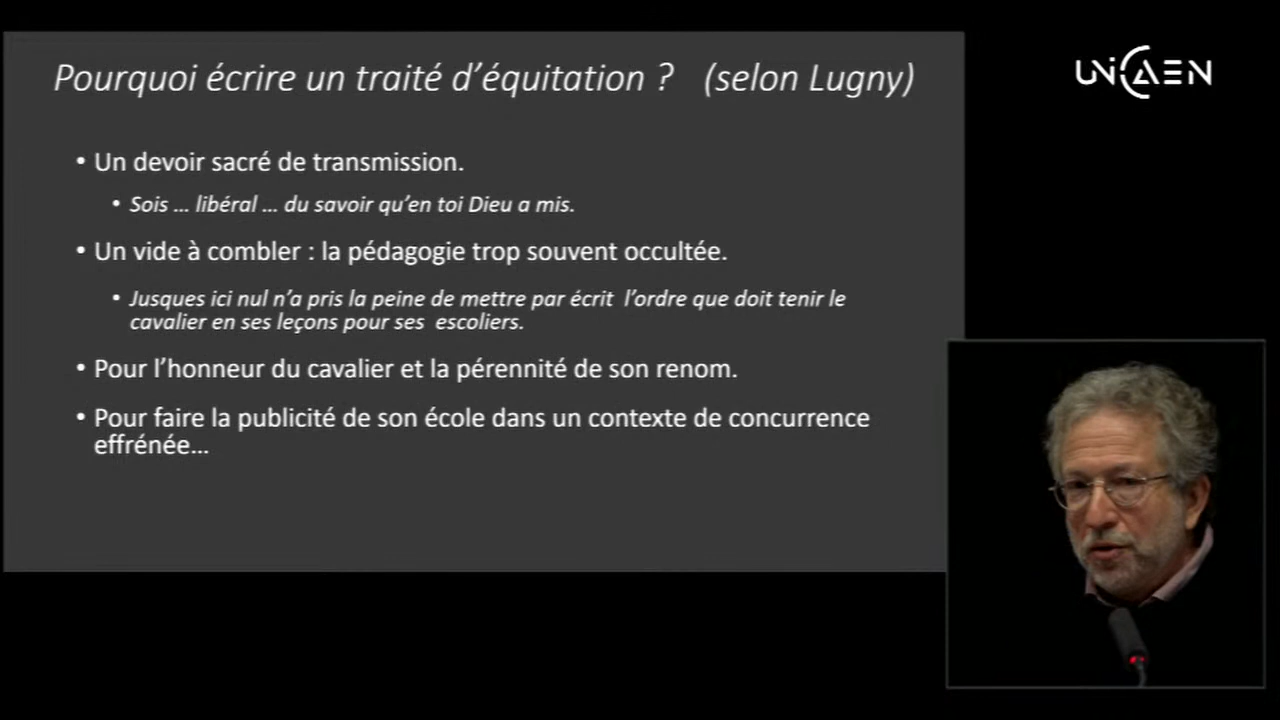 Pourquoi écrire un traité d'équitation ? (selon Lugny)
UNICAEN
• Un devoir sacré de transmission.
• Sois ... libéral ... du savoir qu'en toi Dieu a mis.
• Un vide à combler : la pédagogie trop souvent occultée.
• Jusques ici nul n'a pris la peine de mettre par écrit l'ordre que doit tenir le
cavalier en ses leçons pour ses escoliers.
• Pour l'honneur du cavalier et la pérennité de son renom.
• Pour faire la publicité de son école dans un contexte de concurrence
effrénée...